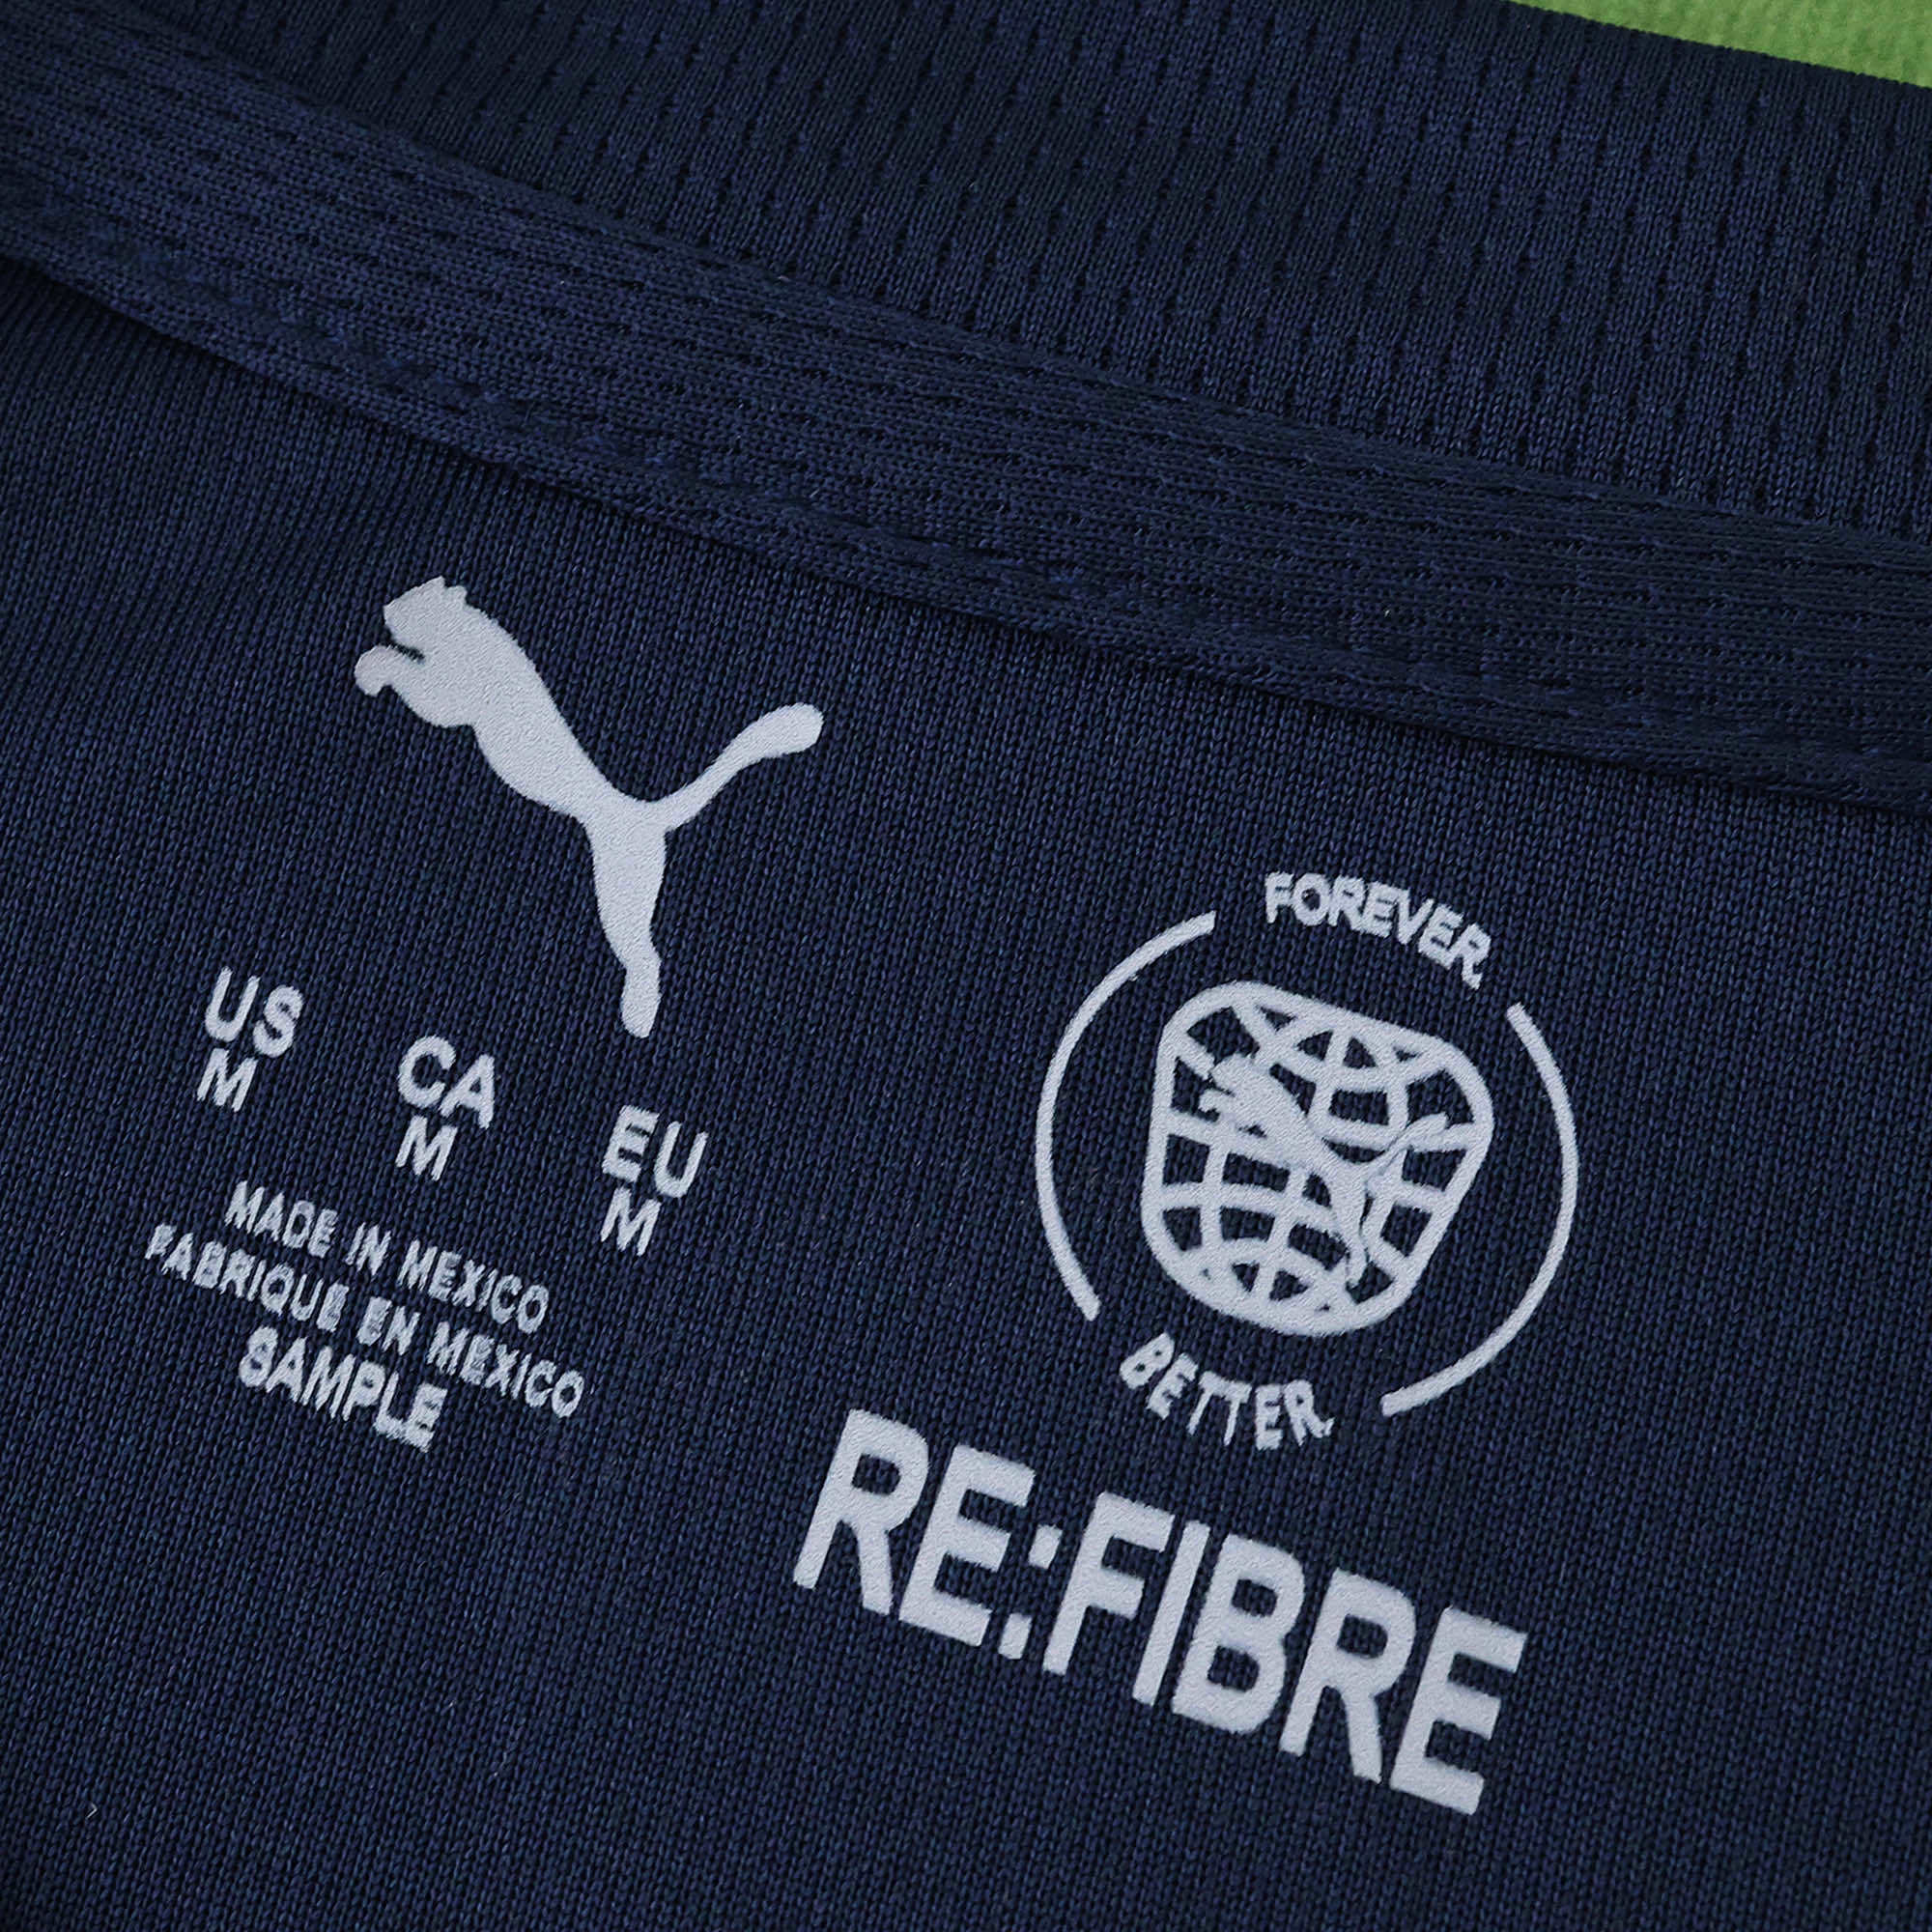 US CA EU
M M M
MADE IN MEXICO
FABRIQUE EN MEXICO
SAMPLE
FOREVER
BETTER.
RE:FIBRE